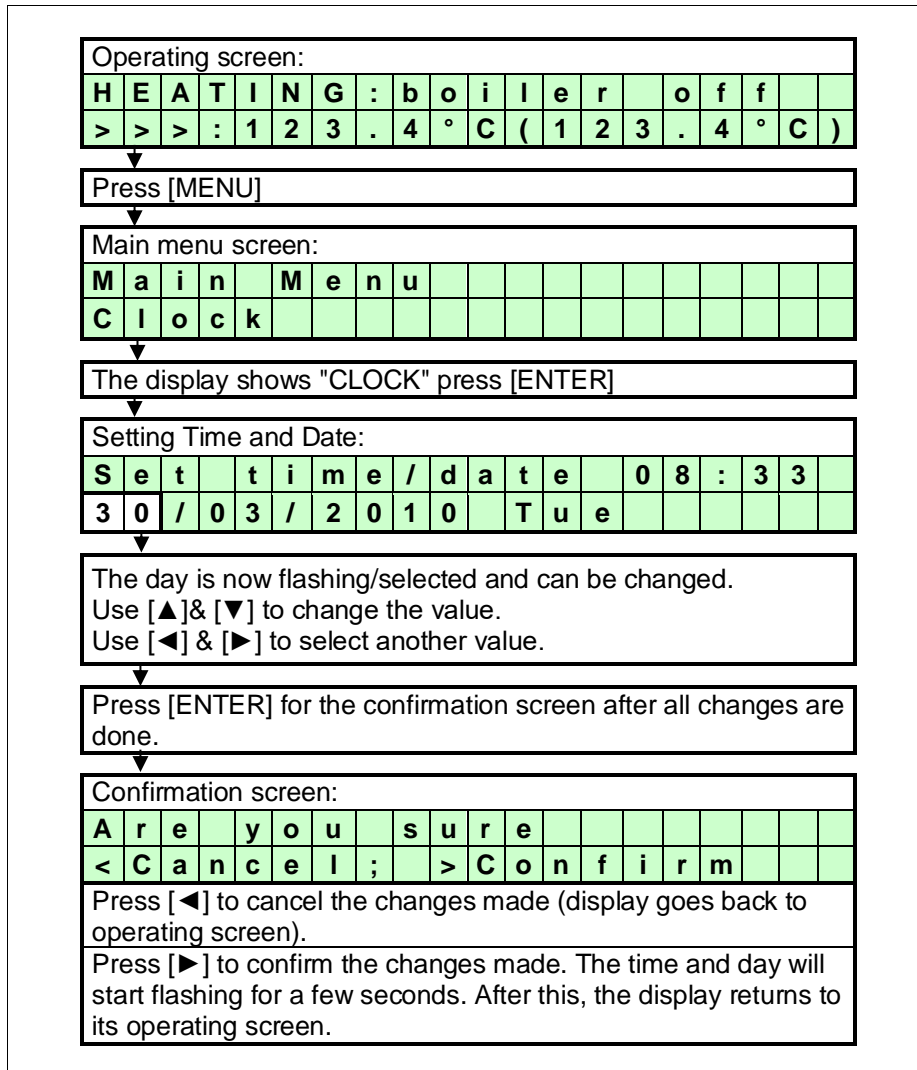 Operating screen:
HEATING:boiler off
>>>:123.4°C(123.4°C)
Press [MENU]
Main menu screen:
Main Menu
Clock
The display shows "CLOCK" press [ENTER]
Setting Time and Date:
Set time/date 08:33
30/03/2010 Tue
The day is now flashing/selected and can be changed.
Use [▲]& [▼] to change the value.
Use [◄] & [►] to select another value.
Press [ENTER] for the confirmation screen after all changes are
done.
Confirmation screen:
Are you sure
<Cancel; >Confirm
Press [◄] to cancel the changes made (display goes back to
operating screen).
Press [►] to confirm the changes made. The time and day will
start flashing for a few seconds. After this, the display returns to
its operating screen.